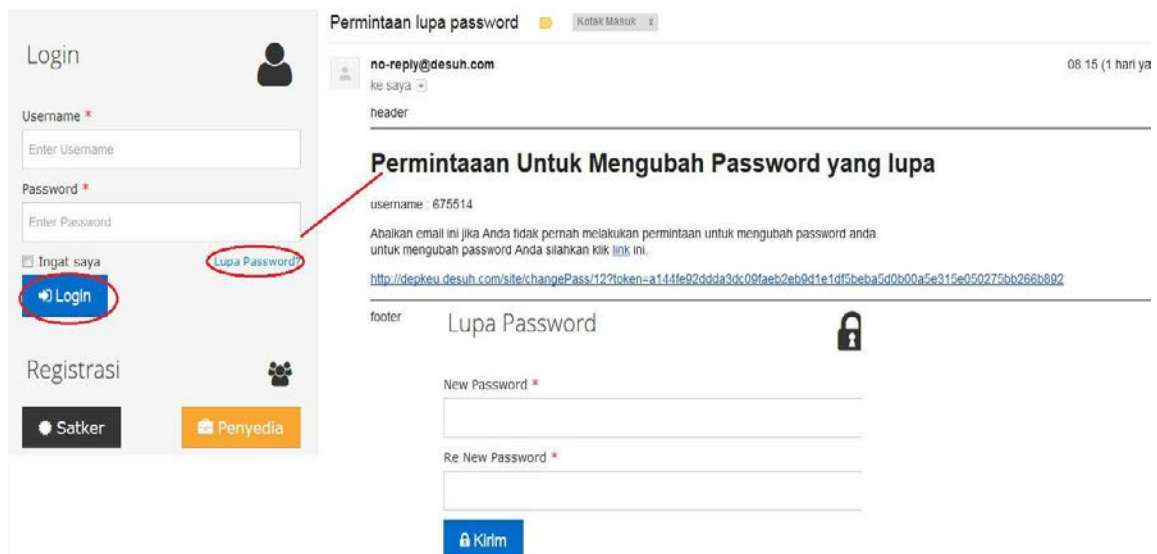 Login
Username *
Enter Username
Password *
Enter Password
Ingat saya
Lupa Password?
Login
Registrasi
Satker
Penyedia
Permintaan lupa password
Kotak Masuk x
no-reply@desuh.com
08.15 (1 hari ya
ke saya
header
Permintaaan Untuk Mengubah Password yang lupa
username : 675514
Abaikan email ini jika Anda tidak pernah melakukan permintaan untuk mengubah password anda.
untuk mengubah password Anda silahkan klik link ini.
http://depkeu.desuh.com/site/changePass/12?token=a144fe92ddda3dc09faeb2eb9d1e1df5beba5d0b00a5e315e050275bb266b892
footer
Lupa Password
New Password *
Re New Password *
Kirim